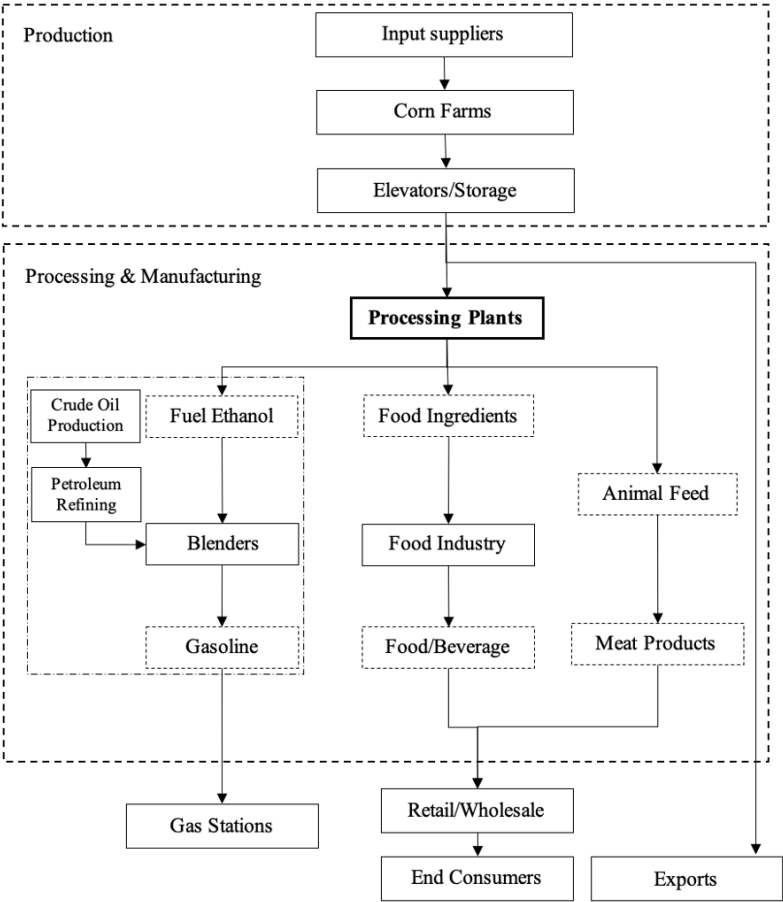 Production
Input suppliers
Corn Farms
Elevators/Storage
Processing & Manufacturing
Processing Plants
Crude Oil
Production
Fuel Ethanol
Food Ingredients
Petroleum
Refining
Animal Feed
Blenders
Food Industry
Gasoline
Food/Beverage
Meat Products
Gas Stations
Retail/Wholesale
End Consumers
Exports